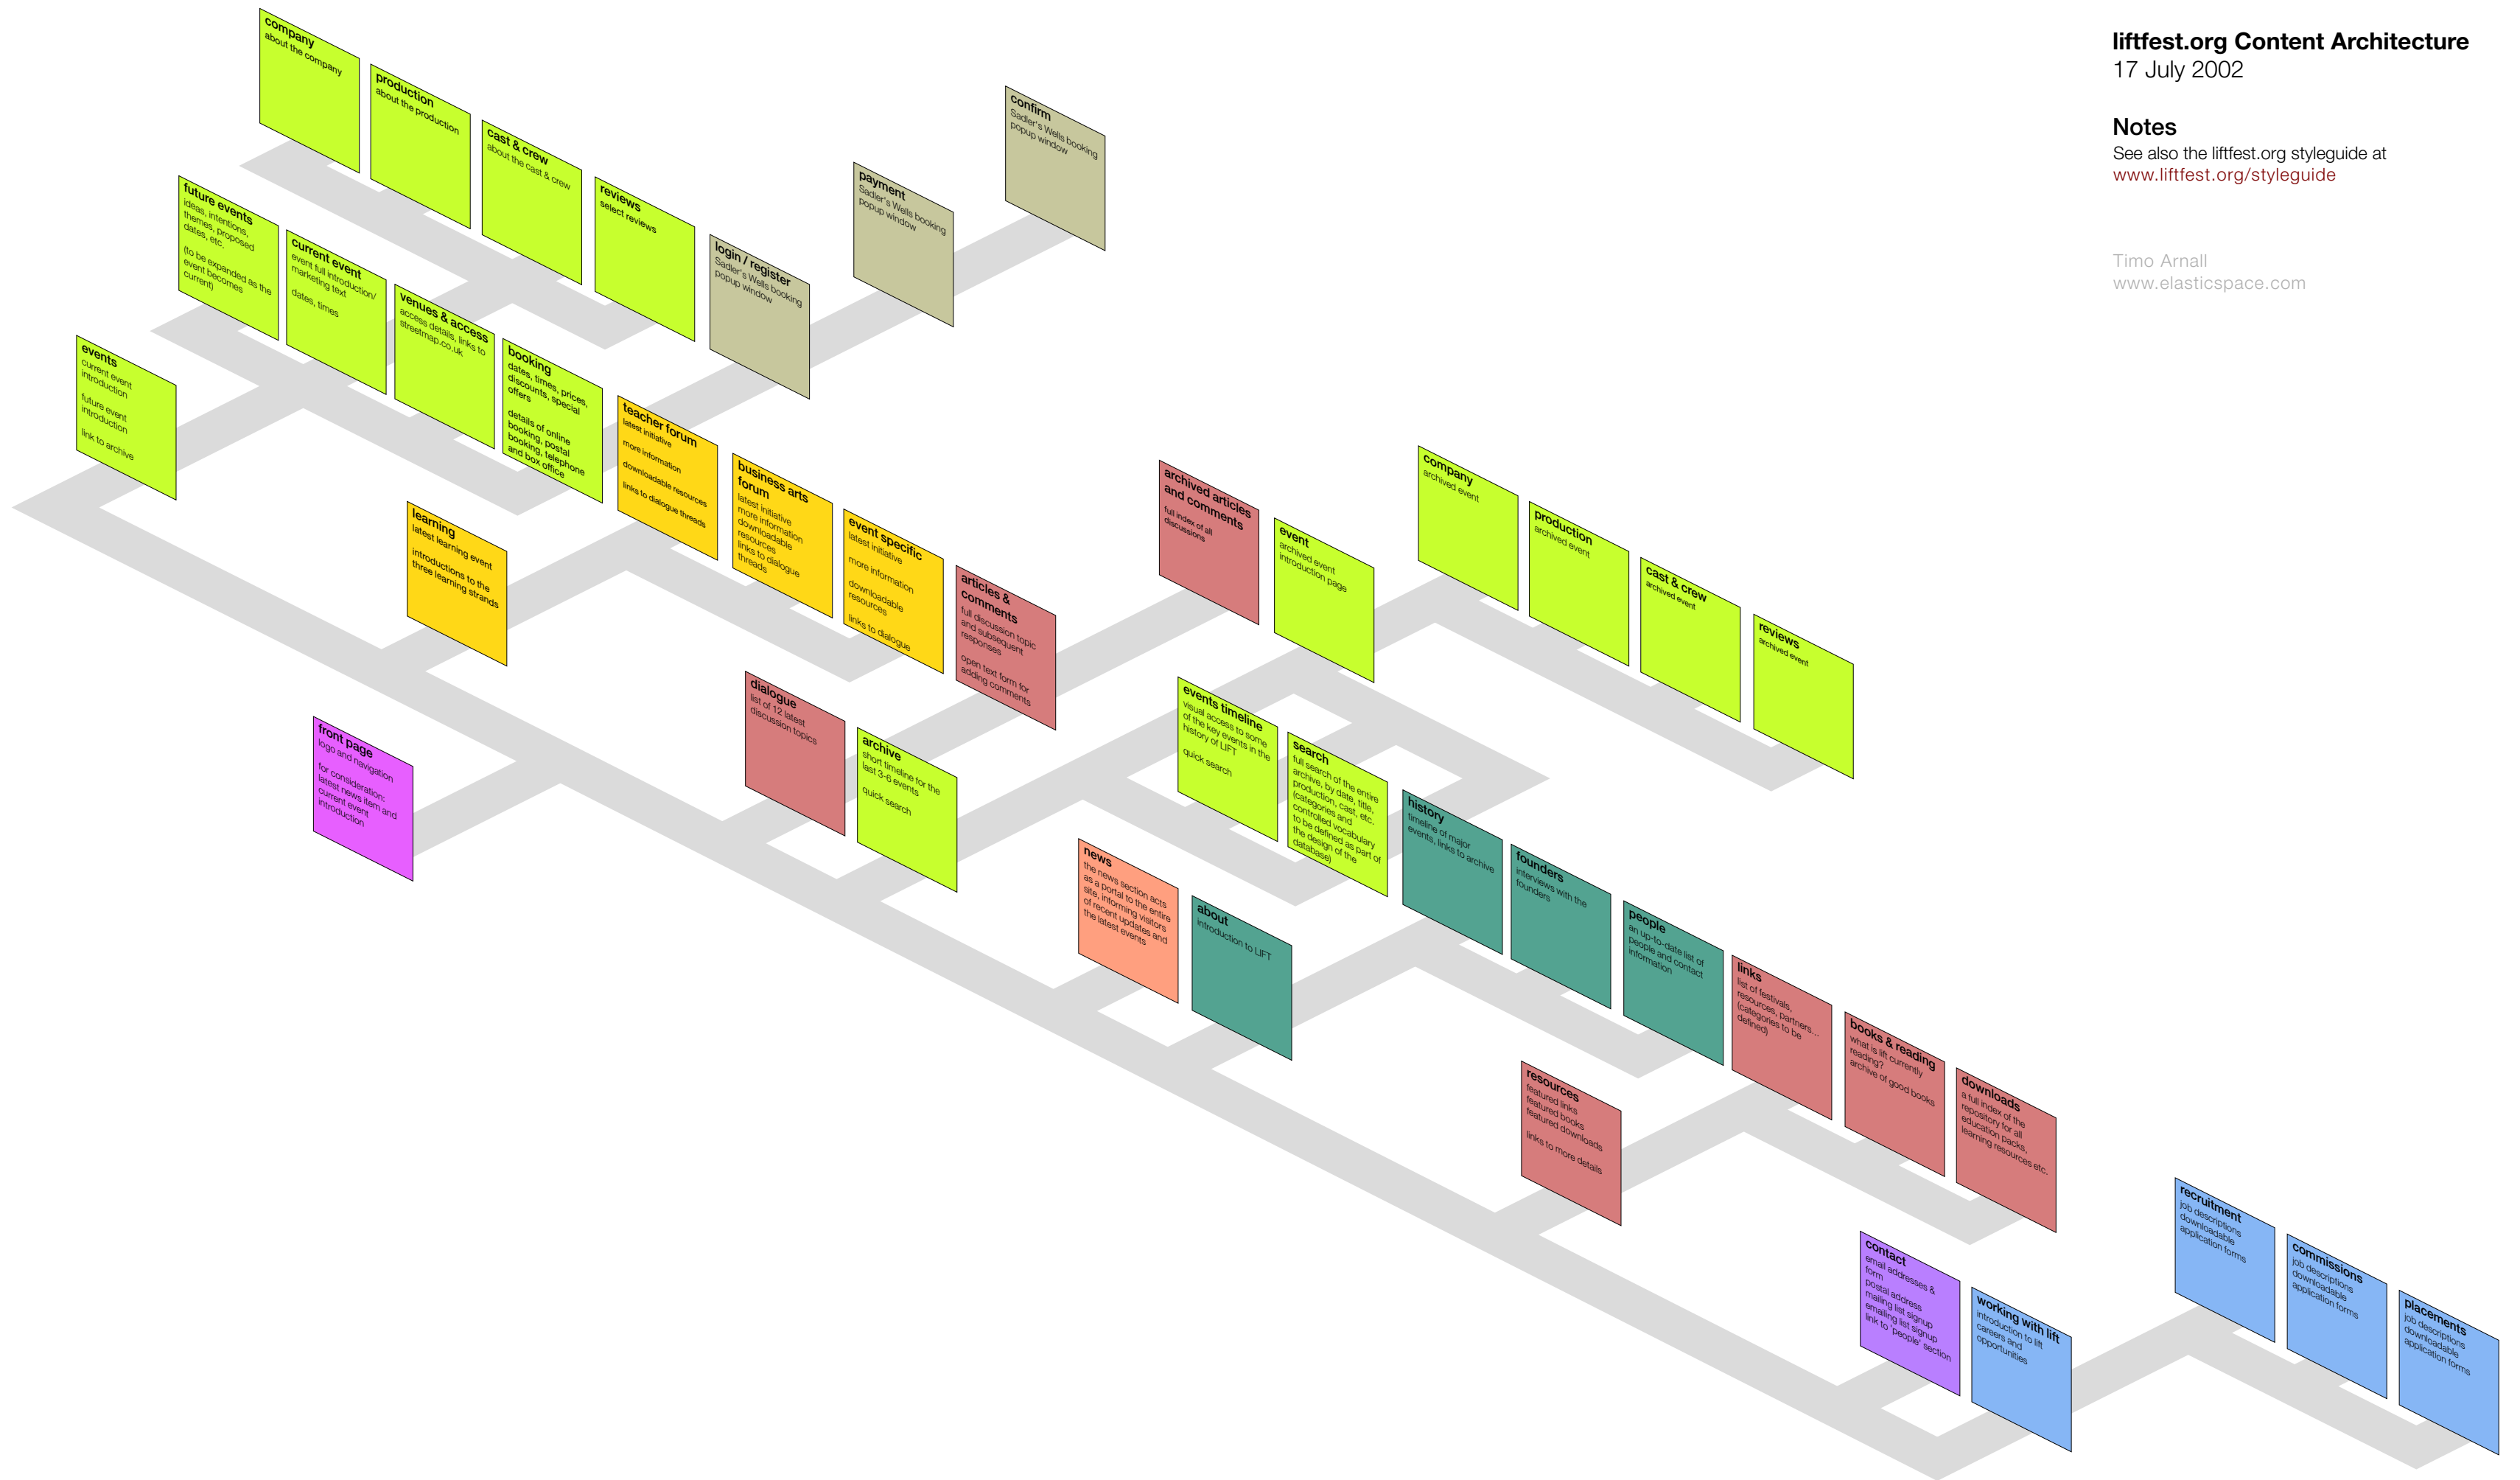 liftfest.org Content Architecture
17 July 2002
Notes
See also the liftfest.org styleguide at
www.liftfest.org/styleguide
Timo Arnall
www.elasticspace.com
company
about the company
production
about the production
cast & crew
about the cast & crew
reviews
select reviews
login / register
Sadler's Wells booking
popup window
payment
Sadler's Wells booking
popup window
confirm
Sadler's Wells booking
popup window
future events
ideas, intentions,
themes, proposed
dates, etc.
(to be expanded as the
event becomes
current)
current event
event full introduction/
marketing text
dates, times
venues & access
access details, links to
streetmap.co.uk
booking
dates, times, prices,
discounts, special
offers
details of online
booking, postal
booking, telephone
and box office
events
current event
introduction
future event
introduction
link to archive
teacher forum
latest initiative
more information
downloadable resources
links to dialogue threads
business arts
forum
latest initiative
more information
downloadable
resources
links to dialogue
threads
event specific
latest initiative
more information
downloadable
resources
links to dialogue
articles &
comments
full discussion topic
and subsequent
responses
open text form for
adding comments
learning
latest learning event
introductions to the
three learning strands
archived articles
and comments
full index of all
discussions
event
archived event
introduction page
company
archived event
production
archived event
cast & crew
archived event
reviews
archived event
front page
logo and navigation
for consideration:
latest news item and
current event
introduction
dialogue
list of 12 latest
discussion topics
archive
short timeline for the
last 3-6 events
quick search
events timeline
visual access to some
of the key events in the
history of LIFT
quick search
search
full search of the entire
archive, by date, title,
production, cast, etc.
(categories and
controlled vocabulary
to be defined as part of
the design of the
database)
history
timeline of major
events, links to archive
founders
interviews with the
founders
people
an up-to-date list of
people and contact
information
links
list of festivals,
resources, partners...
(categories to be
defined)
books & reading
what is lift currently
reading?
archive of good books
downloads
a full index of the
repository for all
education packs,
learning resources etc.
news
the news section acts
as a portal to the entire
site, informing visitors
of recent updates and
the latest events
about
introduction to LIFT
resources
featured links
featured books
featured downloads
links to more details
contact
email addresses &
form
postal address
mailing list signup
emailing list signup
link to 'people' section
working with lift
introduction to lift
careers and
opportunities
recruitment
job descriptions
downloadable
application forms
commissions
job descriptions
downloadable
application forms
placements
job descriptions
downloadable
application forms